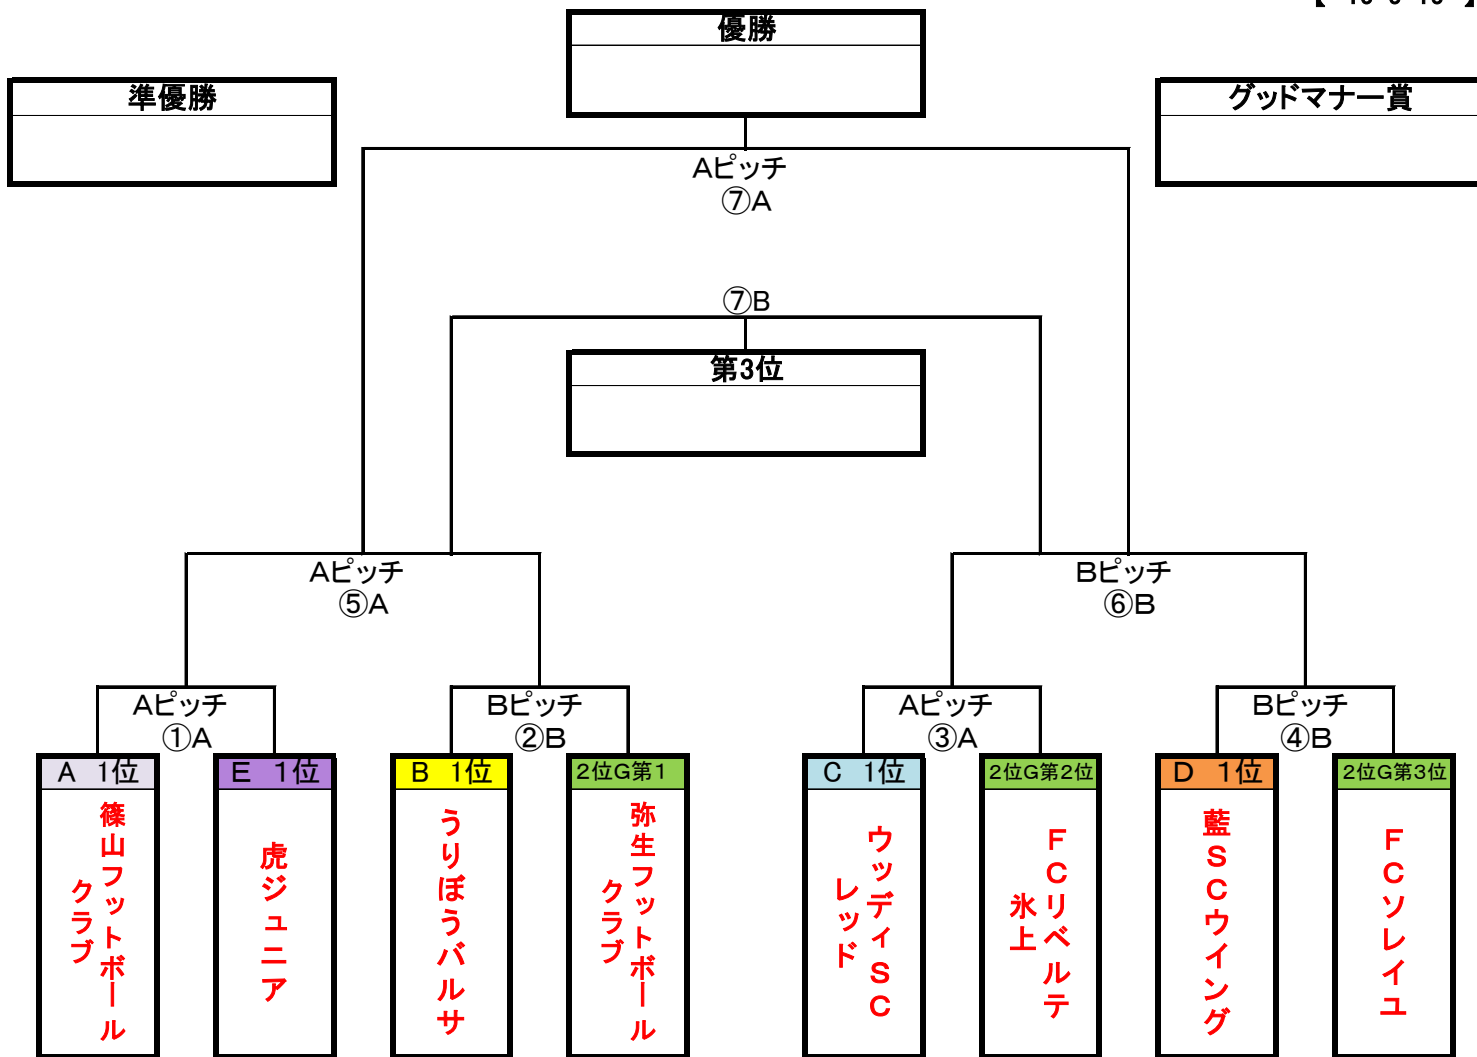 優勝
準優勝
グッドマナー賞
Aピッチ
⑦A
⑦B
第3位
Aピッチ
⑤A
Bピッチ
⑥B
Aピッチ
①A
Bピッチ
②B
Aピッチ
③A
Bピッチ
④B
A 1位
篠山フットボール
クラブ
E 1位
虎ジュニア
B 1位
うりぼうバルサ
2位G第1
弥生フットボール
クラブ
C 1位
ウッディSC
レッド
2位G第2位
FCリベルテ
氷上
D 1位
藍SCウイング
2位G第3位
FCソレイユ